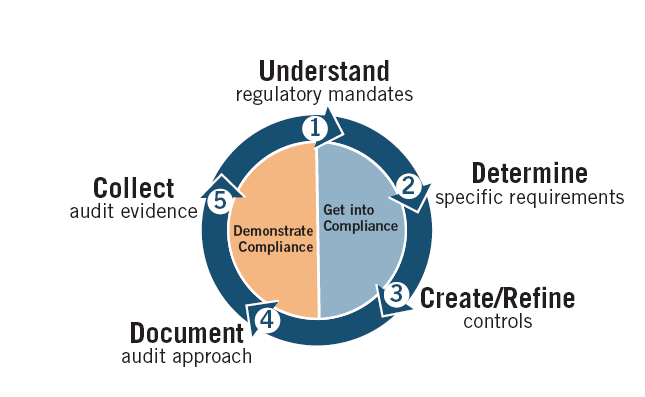 Understand
regulatory mandates
1
Determine
specific requirements
2
Create/Refine
controls
3
Document
audit approach
4
Collect
audit evidence
5
Get into
Compliance
Demonstrate
Compliance